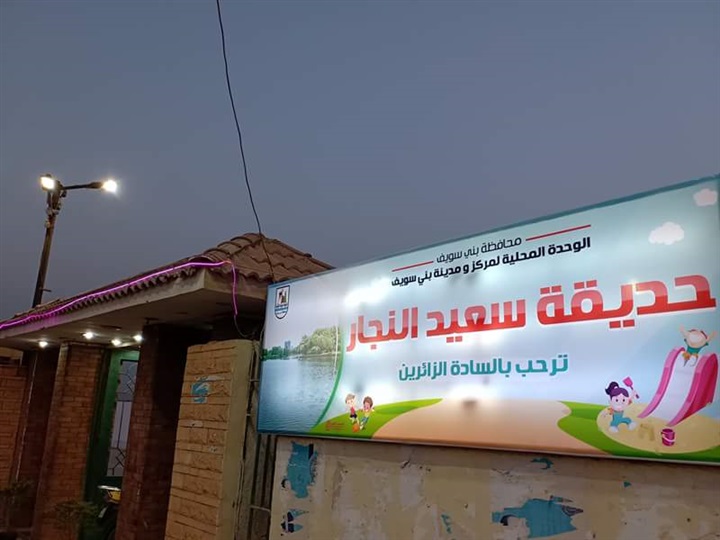 محافظة بني سويف
الوحدة المحلية لمركز و مدينة بني سويف
حديقة سعيد النجار
ترحب بالسادة الزائرين